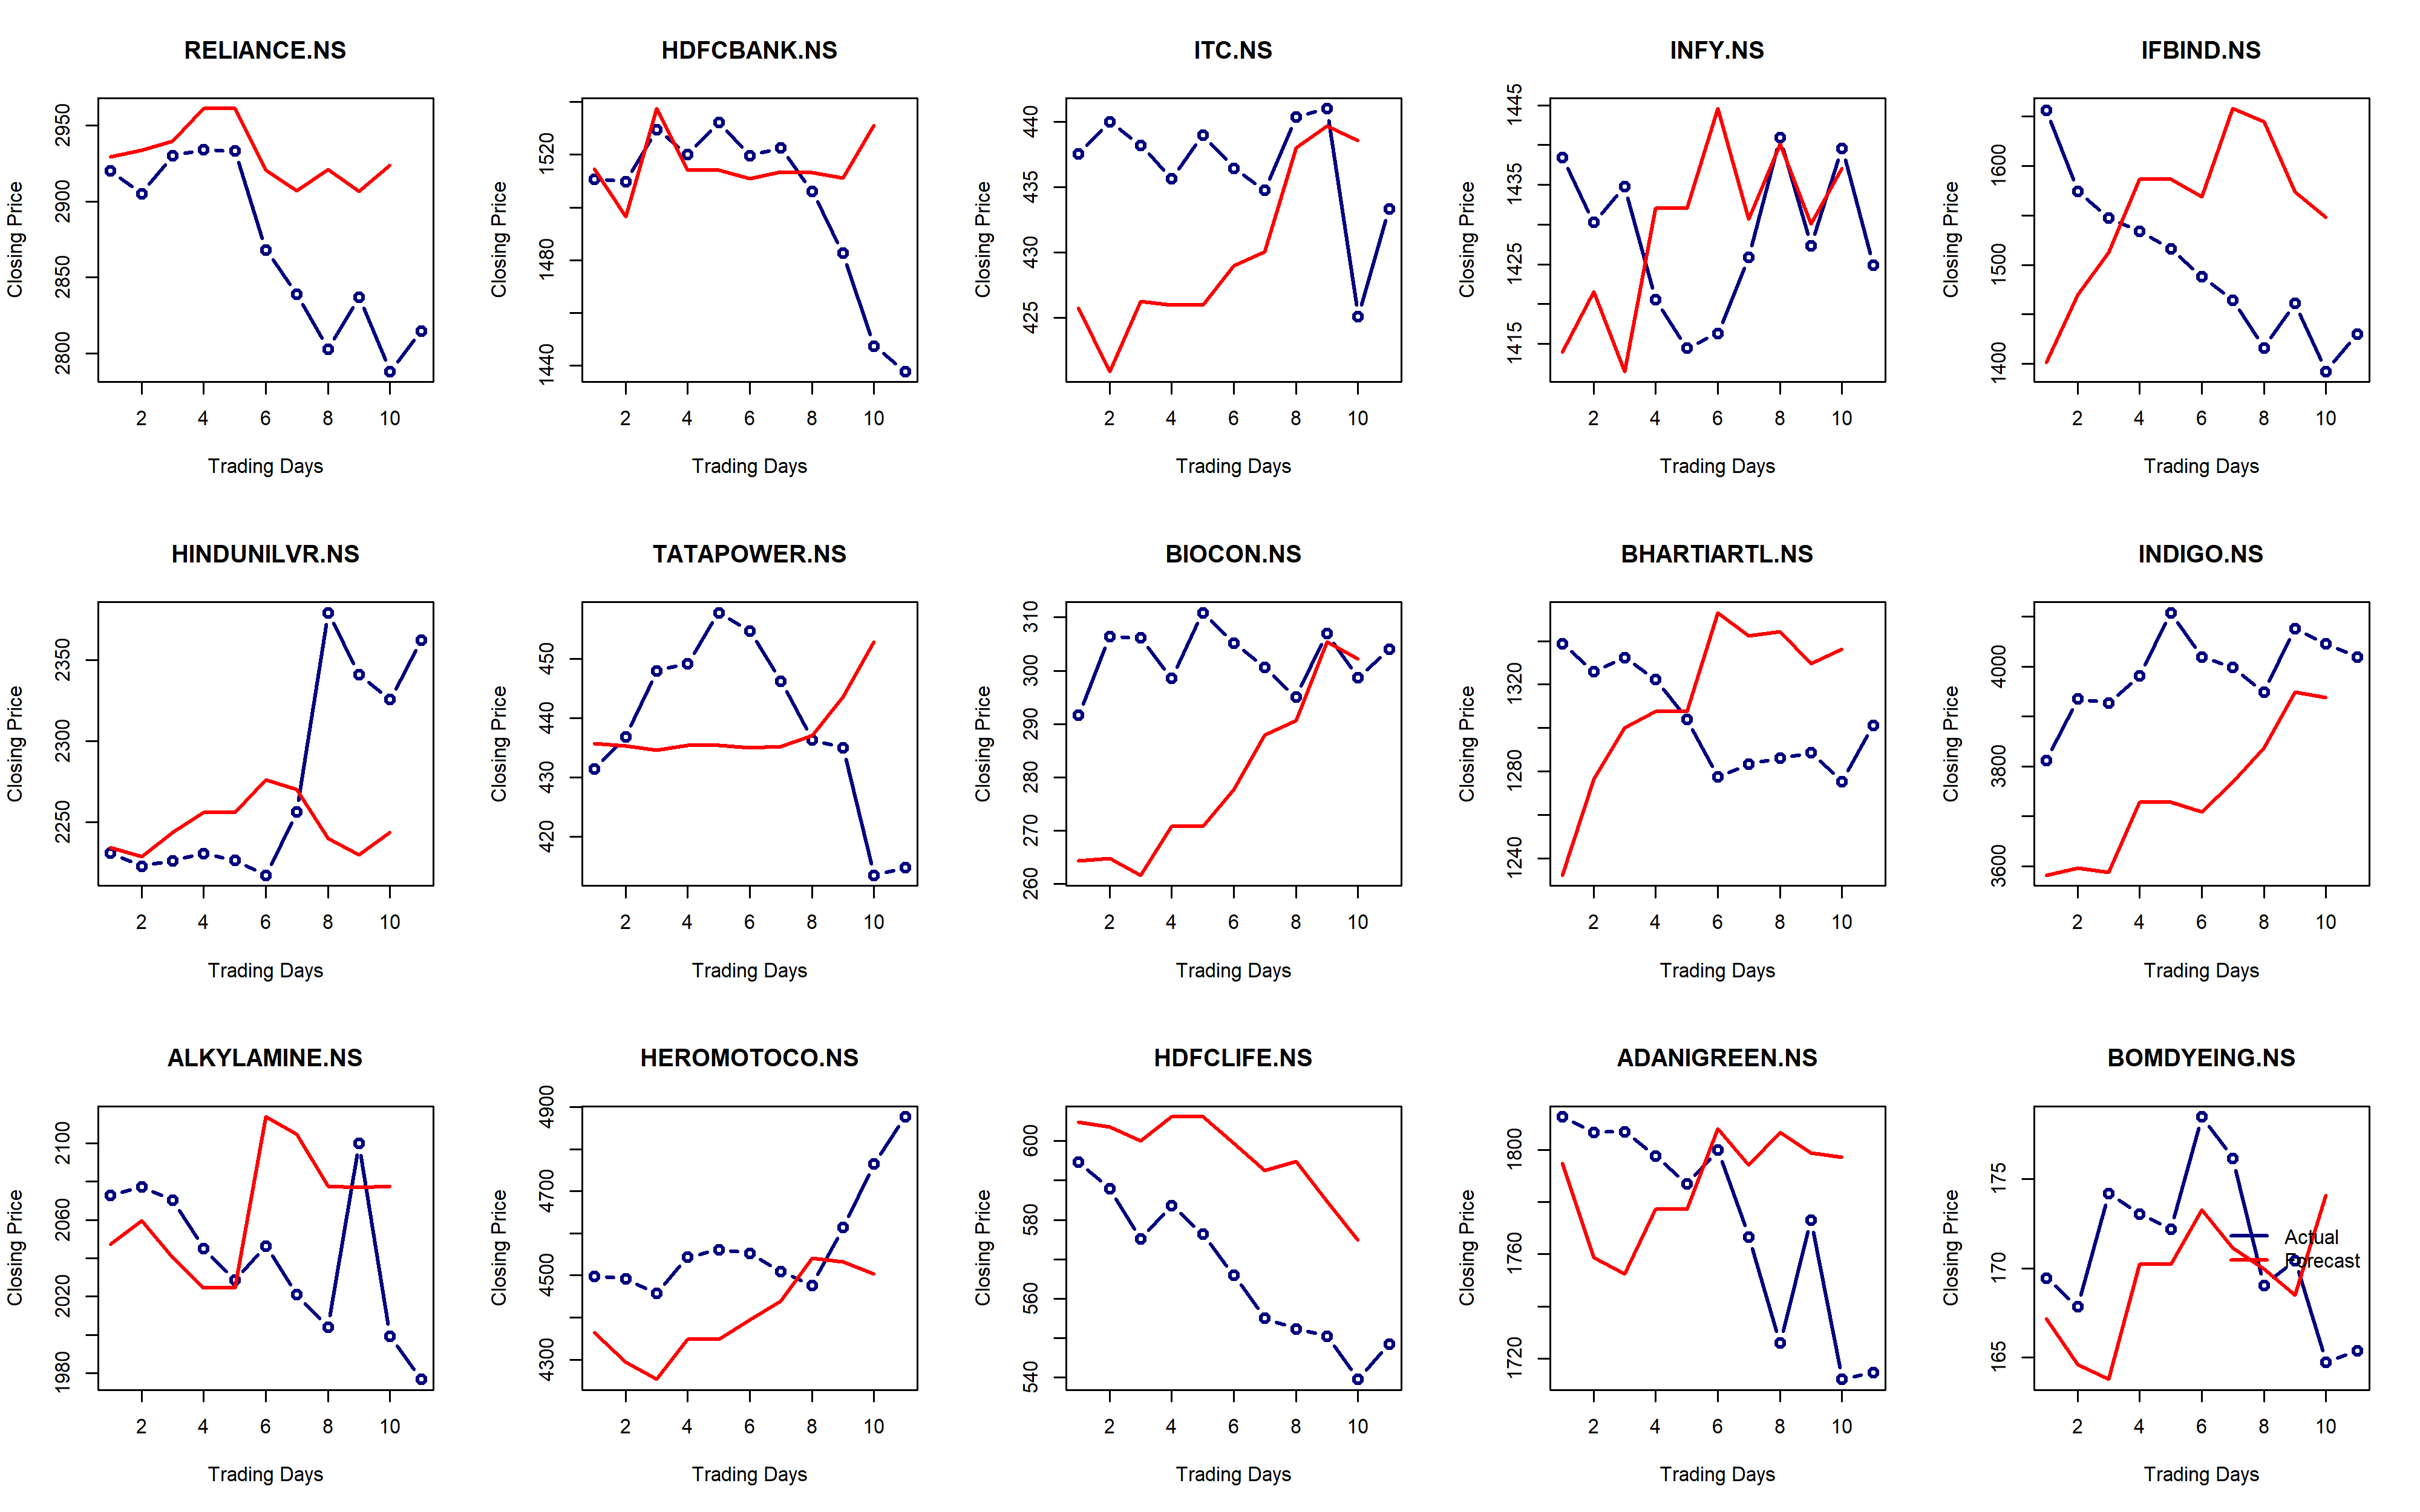 RELIANCE.NS
Closing Price
2800 2850 2900 2950
2 4 6 8 10
Trading Days
HDFCBANK.NS
Closing Price
1440 1480 1520
2 4 6 8 10
Trading Days
ITC.NS
Closing Price
425 430 435 440
2 4 6 8 10
Trading Days
INFY.NS
Closing Price
1415 1425 1435 1445
2 4 6 8 10
Trading Days
IFBIND.NS
Closing Price
1400 1500 1600
2 4 6 8 10
Trading Days
HINDUNILVR.NS
Closing Price
2250 2300 2350
2 4 6 8 10
Trading Days
TATAPOWER.NS
Closing Price
420 430 440 450
2 4 6 8 10
Trading Days
BIOCON.NS
Closing Price
260 270 280 290 300 310
2 4 6 8 10
Trading Days
BHARTIARTL.NS
Closing Price
1240 1280 1320
2 4 6 8 10
Trading Days
INDIGO.NS
Closing Price
3600 3800 4000
2 4 6 8 10
Trading Days
ALKYLAMINE.NS
Closing Price
1980 2020 2060 2100
2 4 6 8 10
Trading Days
HEROMOTOCO.NS
Closing Price
4300 4500 4700 4900
2 4 6 8 10
Trading Days
HDFCLIFE.NS
Closing Price
540 560 580 600
2 4 6 8 10
Trading Days
ADANIGREEN.NS
Closing Price
1720 1760 1800
2 4 6 8 10
Trading Days
BOMDYEING.NS
Closing Price
165 170 175
Actual
Forecast
2 4 6 8 10
Trading Days